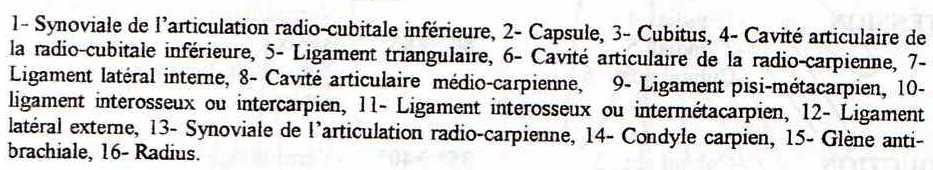 1- Synoviale de l'articulation radio-cubitale inférieure, 2- Capsule, 3- Cubitus, 4- Cavité articulaire de
la radio-cubitale inférieure, 5- Ligament triangulaire, 6- Cavité articulaire de la radio-carpienne, 7-
Ligament latéral interne, 8- Cavité articulaire médio-carpienne, 9- Ligament pisi-métacarpien, 10-
ligament interosseux ou intercarpien, 11- Ligament interosseux ou intermétacarpien, 12- Ligament
latéral externe, 13- Synoviale de l'articulation radio-carpienne, 14- Condyle carpien, 15- Glène anti-
brachiale, 16- Radius.